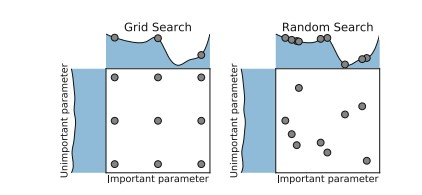 Grid Search
Random Search
Unimportant parameter
Unimportant parameter
Important parameter
Important parameter